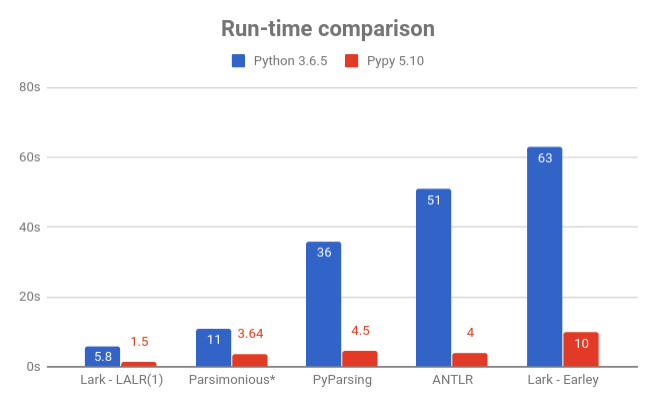 Run-time comparison
Python 3.6.5 Pypy 5.10
80s
60s
40s
20s
0s
5.8 1.5
11 3.64
36 4.5
51 4
63 10
Lark - LALR(1) Parsimonious* PyParsing ANTLR Lark - Earley